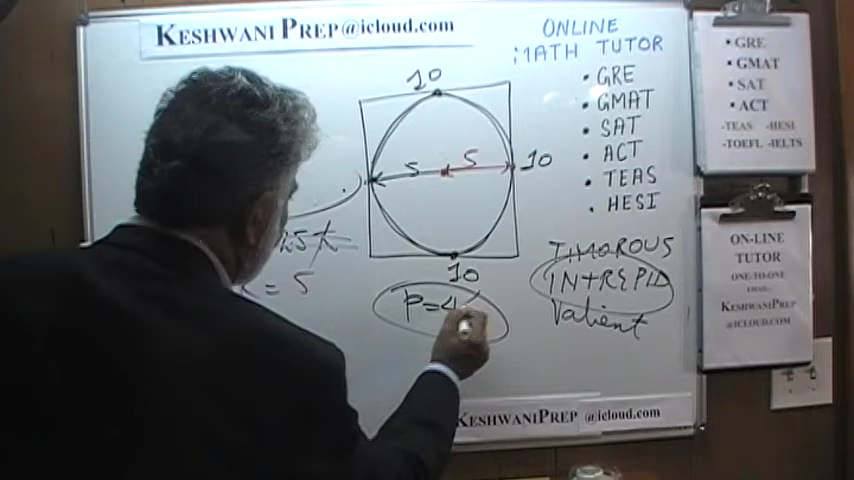 KESHWANI PREP@icloud.com
ONLINE
MATH TUTOR
• GRE
• GMAT
• SAT
• ACT
• TEAS
• HESI
10
5
5
10
10
25π
= 5
P=4
TIMOROUS
INTREPID
Valient
KESHWANIPREP @icloud.com
• GRE
• GMAT
• SAT
• ACT
-TEAS -HESI
-TOEFL -IELTS
ON-LINE
TUTOR
ONE-TO-ONE
EMAIL:
KESHWANIPREP
@ICLOUD.COM